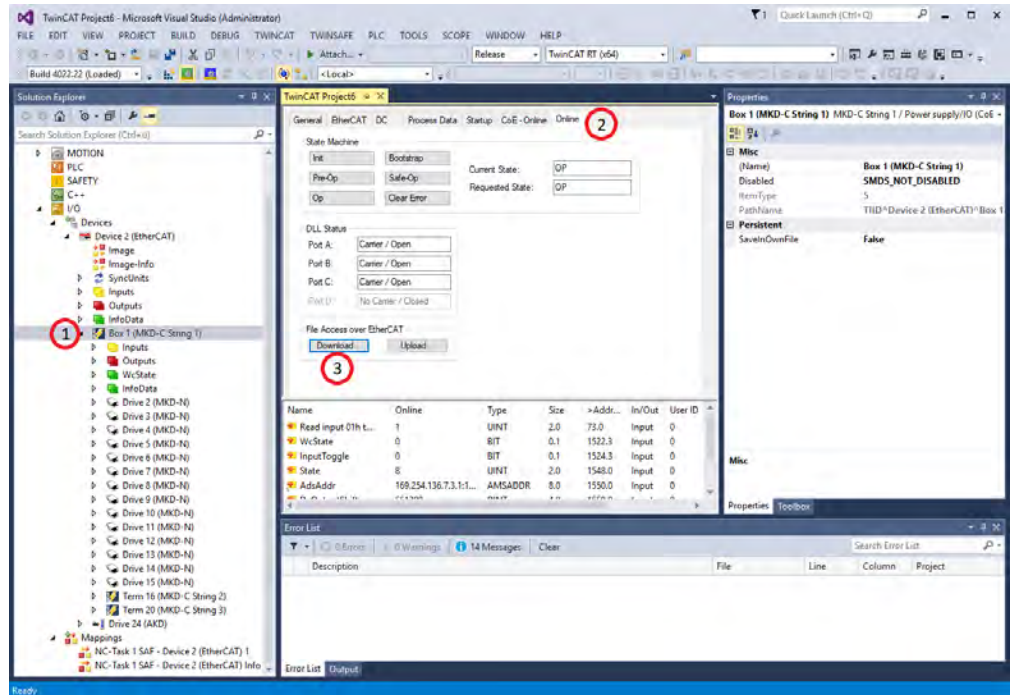 TwinCAT Project6 - Microsoft Visual Studio (Administrator)
1 Quick Launch (Ctrl+Q)
FILE EDIT VIEW PROJECT BUILD DEBUG TWINCAT TWINSAFE PLC TOOLS SCOPE WINDOW HELP
Attach... Release TwinCAT RT (x64)
Build 4022.22 (Loaded) <Local>
Solution Explorer
Search Solution Explorer (Ctrl+ü)
MOTION
PLC
SAFETY
C++
I/O
Devices
Device 2 (EtherCAT)
Image
Image-Info
SyncUnits
Inputs
Outputs
InfoData
1 Box 1 (MKD-C String 1)
Inputs
Outputs
WcState
InfoData
Drive 2 (MKD-N)
Drive 3 (MKD-N)
Drive 4 (MKD-N)
Drive 5 (MKD-N)
Drive 6 (MKD-N)
Drive 7 (MKD-N)
Drive 8 (MKD-N)
Drive 9 (MKD-N)
Drive 10 (MKD-N)
Drive 11 (MKD-N)
Drive 12 (MKD-N)
Drive 13 (MKD-N)
Drive 14 (MKD-N)
Drive 15 (MKD-N)
Term 16 (MKD-C String 2)
Term 20 (MKD-C String 3)
Drive 24 (AKD)
Mappings
NC-Task 1 SAF - Device 2 (EtherCAT) 1
NC-Task 1 SAF - Device 2 (EtherCAT) Info
TwinCAT Project6
General EtherCAT DC Process Data Startup CoE - Online Online 2
State Machine
Init Bootstrap
Pre-Op Safe-Op
Op Clear Error
Current State: OP
Requested State: OP
DLL Status
Port A: Carrier / Open
Port B: Carrier / Open
Port C: Carrier / Open
Port D: No Carrier / Closed
File Access over EtherCAT
Download... Upload...
3
Name Online Type Size >Addr... In/Out User ID
Read input 01h t... 1 UINT 2.0 73.0 Input 0
WcState 0 BIT 0.1 1522.3 Input 0
InputToggle 0 BIT 0.1 1524.3 Input 0
State 8 UINT 2.0 1548.0 Input 0
AdsAddr 169.254.136.7.3.1:1... AMSADDR 8.0 1550.0 Input 0
Properties
Box 1 (MKD-C String 1) MKD-C String 1 / Power supply/IO (CoE
Misc
(Name) Box 1 (MKD-C String 1)
Disabled SMDS_NOT_DISABLED
ItemType 5
PathName TIID^Device 2 (EtherCAT)^Box 1
Persistent
SaveInOwnFile False
Misc
Properties Toolbox
Error List
0 Errors 0 Warnings 14 Messages Clear
Search Error List
Description File Line Column Project
Error List Output
Ready